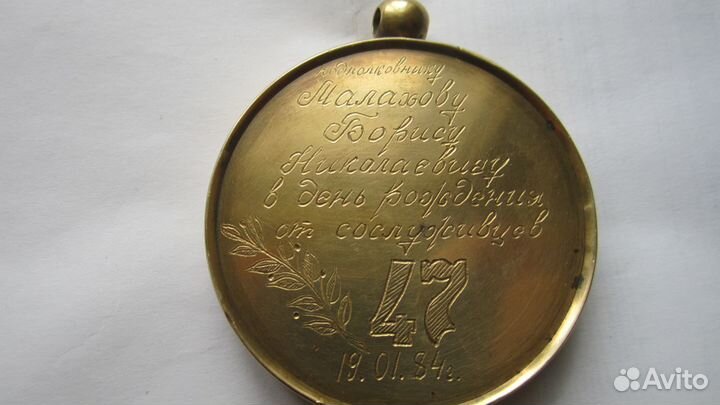 подполковнику
Малахову
Борису
Николаевичу
в день рождения
от сослуживцев
47
19.01.84г.
Avito